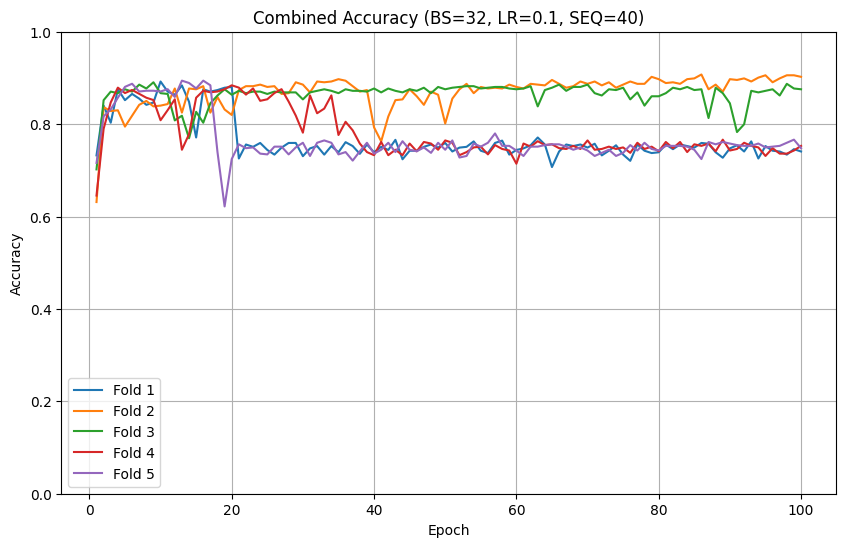 Combined Accuracy (BS=32, LR=0.1, SEQ=40)
1.0
0.8
0.6
0.4
0.2
0.0
Accuracy
Fold 1
Fold 2
Fold 3
Fold 4
Fold 5
0 20 40 60 80 100
Epoch